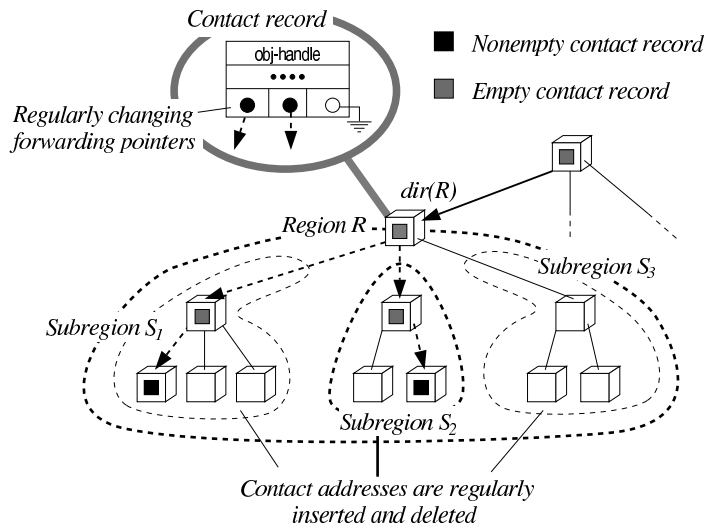 Contact record
obj-handle
Nonempty contact record
Empty contact record
Regularly changing
forwarding pointers
dir(R)
Region R
Subregion S3
Subregion S1
Subregion S2
Contact addresses are regularly
inserted and deleted